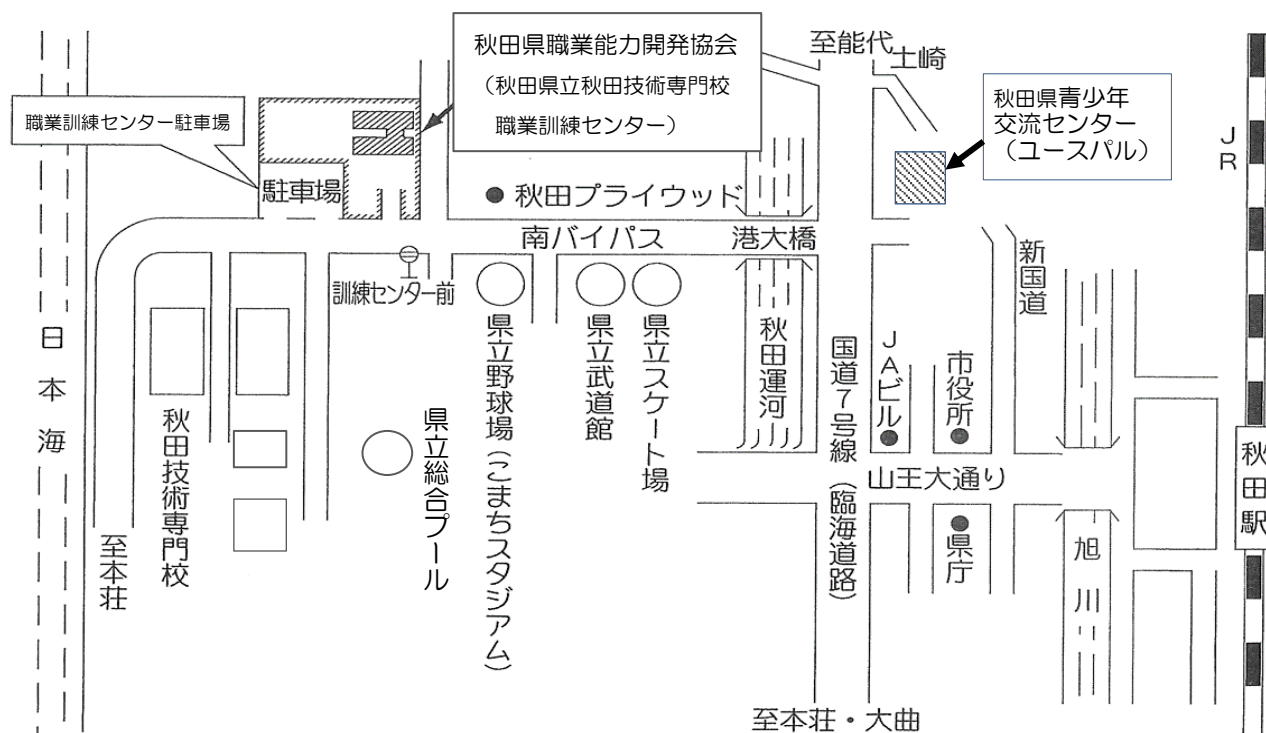 秋田県職業能力開発協会
（秋田県立秋田技術専門校
職業訓練センター）
至能代
土崎
秋田県青少年
交流センター
（ユースパル）
JR
職業訓練センター駐車場
駐車場
秋田プライウッド
南バイパス
港大橋
新国道
訓練センター前
日本海
秋田技術専門校
県立総合プール
県立野球場（こまちスタジアム）
県立武道館
県立スケート場
秋田運河
国道7号線（臨海道路）
JAビル
市役所
山王大通り
県庁
旭川
秋田駅
至本荘
至本荘・大曲